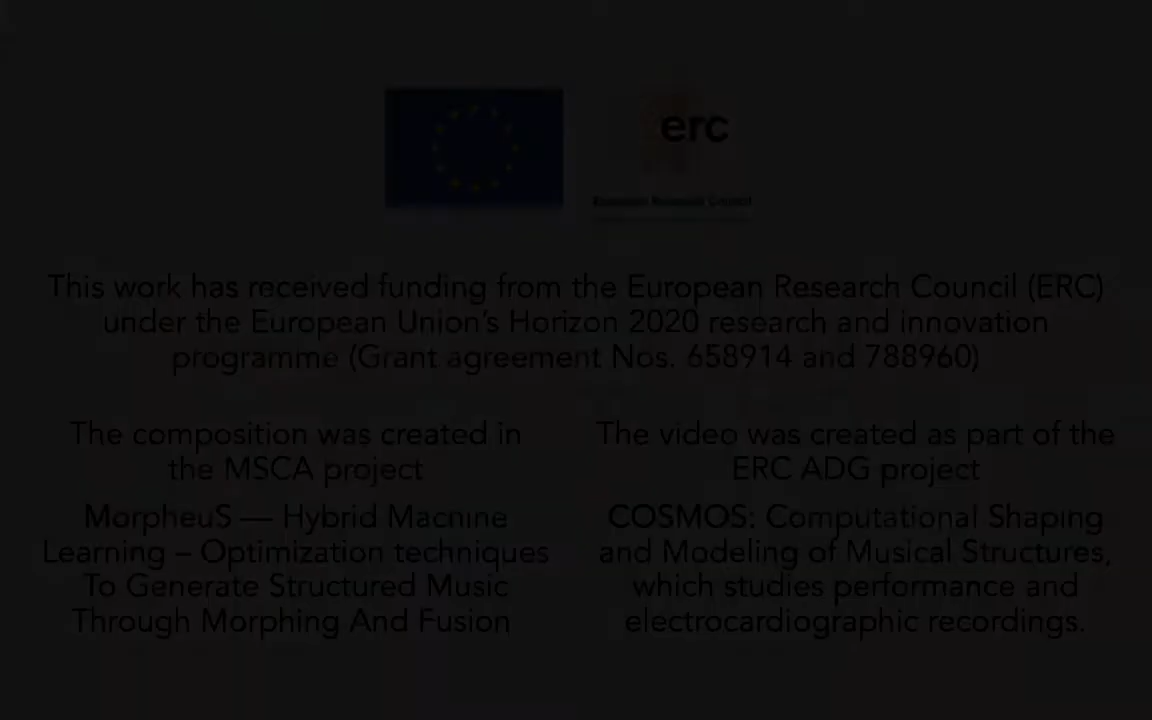 erc
European Research Council
This work has received funding from the European Research Council (ERC)
under the European Union's Horizon 2020 research and innovation
programme (Grant agreement Nos. 658914 and 788960)
The composition was created in
the MSCA project
MorpheuS — Hybrid Machine
Learning – Optimization techniques
To Generate Structured Music
Through Morphing And Fusion
The video was created as part of the
ERC ADG project
COSMOS: Computational Shaping
and Modeling of Musical Structures,
which studies performance and
electrocardiographic recordings.